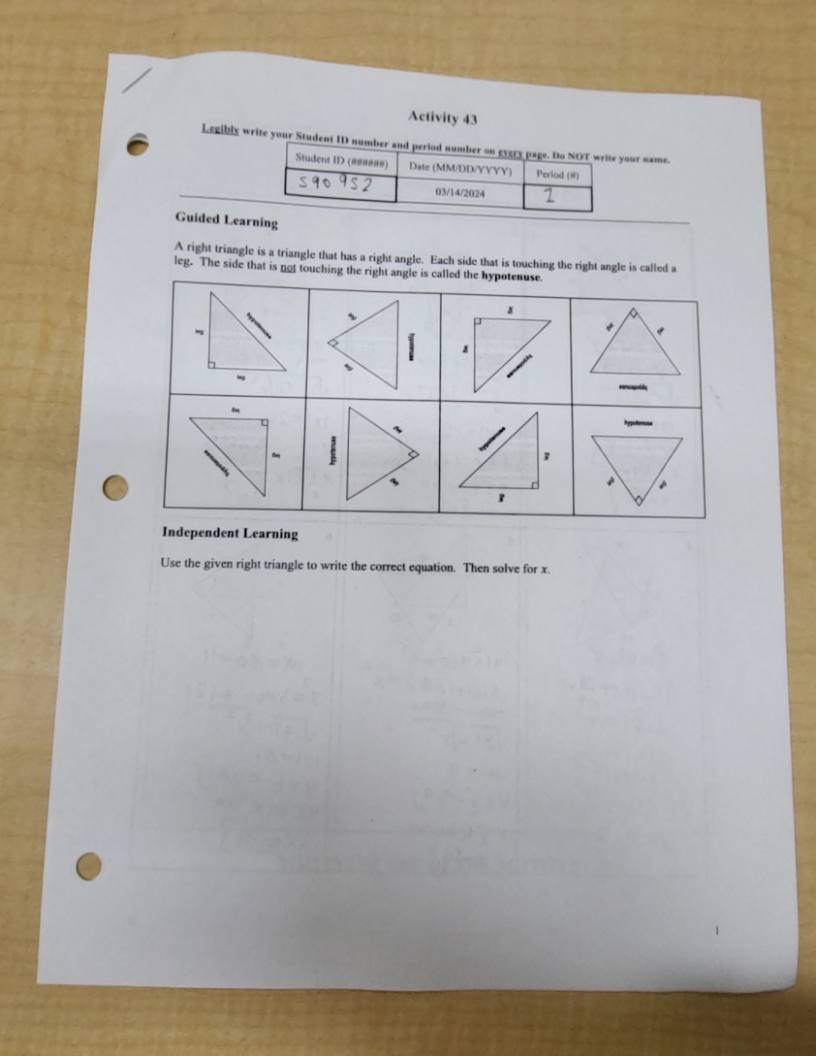 Activity 43
Legibly write your Student ID number and period number on every page. Do NOT write your name.
Student ID (######) Date (MM/DD/YYYY) Period (#)
590952 03/14/2024 1
Guided Learning
A right triangle is a triangle that has a right angle. Each side that is touching the right angle is called a
leg. The side that is not touching the right angle is called the hypotenuse.
leg hypotenuse leg
leg hypotenuse leg
leg leg hypotenuse
leg leg hypotenuse
leg leg hypotenuse
hypotenuse leg leg
hypotenuse leg leg
hypotenuse leg leg
Independent Learning
Use the given right triangle to write the correct equation. Then solve for x.
1